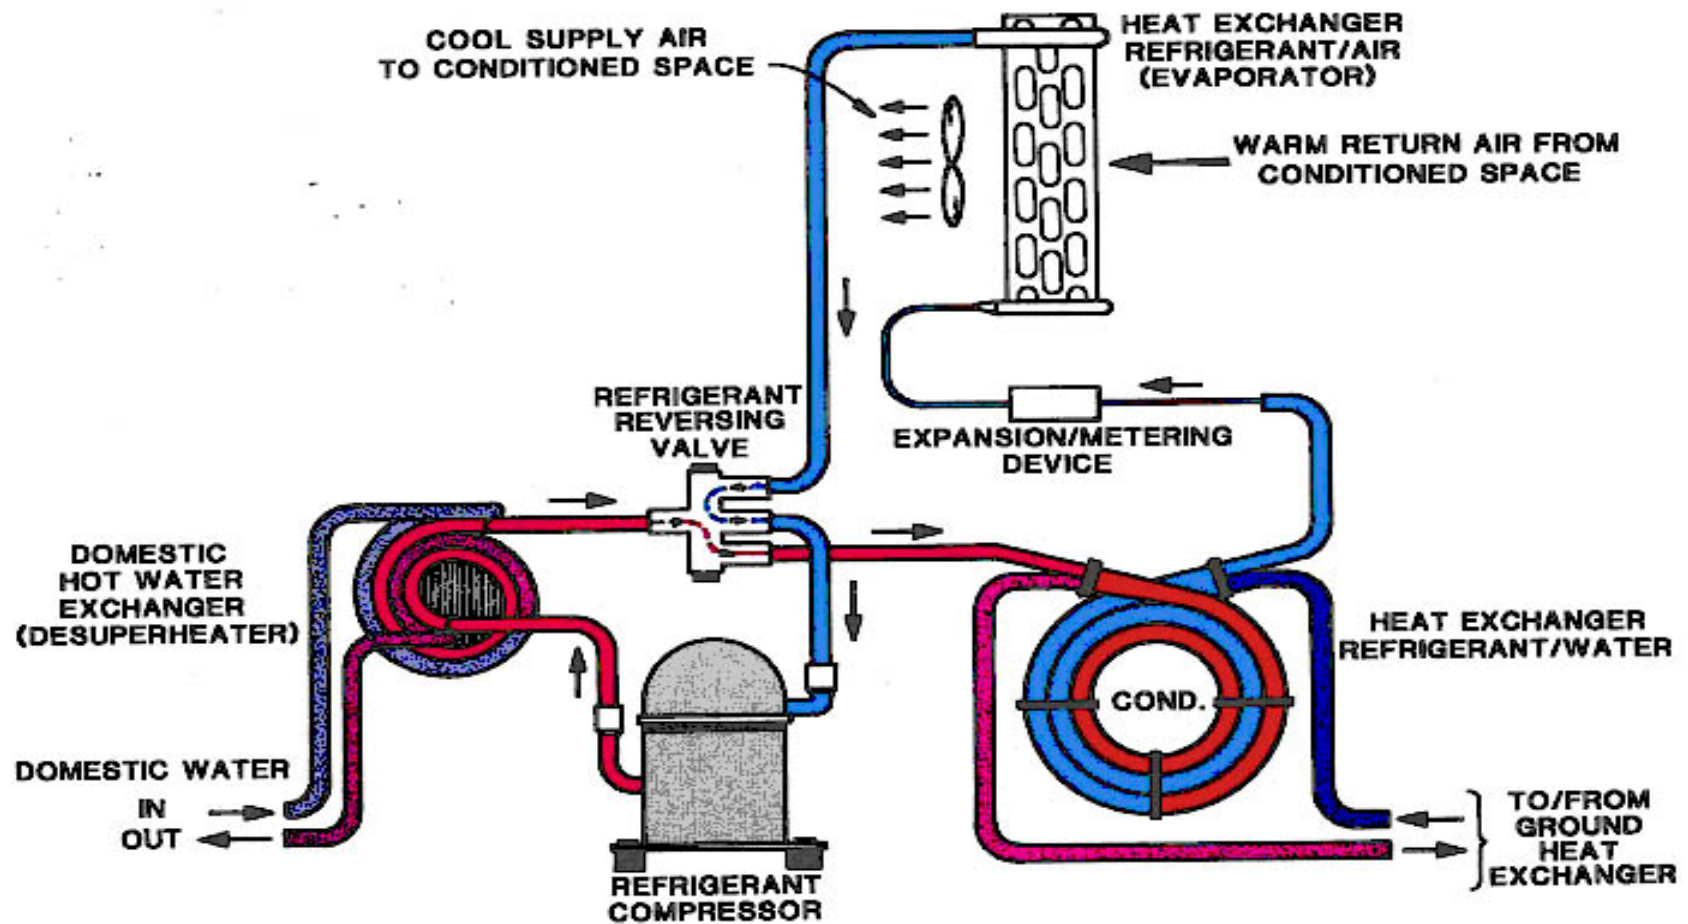 COOL SUPPLY AIR
TO CONDITIONED SPACE
HEAT EXCHANGER
REFRIGERANT/AIR
(EVAPORATOR)
WARM RETURN AIR FROM
CONDITIONED SPACE
REFRIGERANT
REVERSING
VALVE
EXPANSION/METERING
DEVICE
DOMESTIC
HOT WATER
EXCHANGER
(DESUPERHEATER)
HEAT EXCHANGER
REFRIGERANT/WATER
COND.
DOMESTIC WATER
IN
OUT
TO/FROM
GROUND
HEAT
EXCHANGER
REFRIGERANT
COMPRESSOR